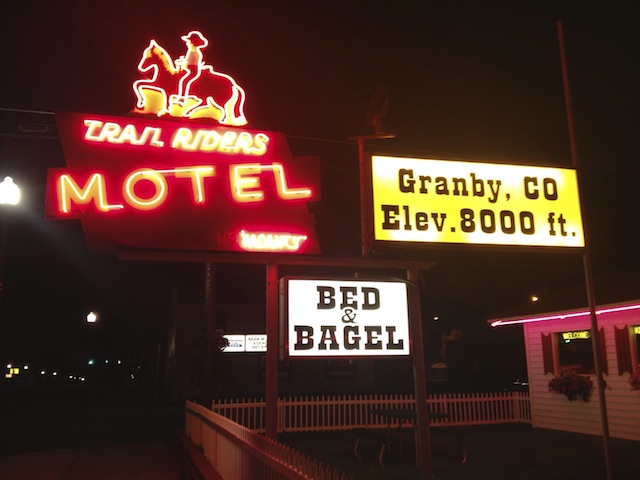 TRAIL RIDERS
MOTEL
VACANCY
Granby, CO
Elev. 8000 ft.
BED
&
BAGEL
WELCOME